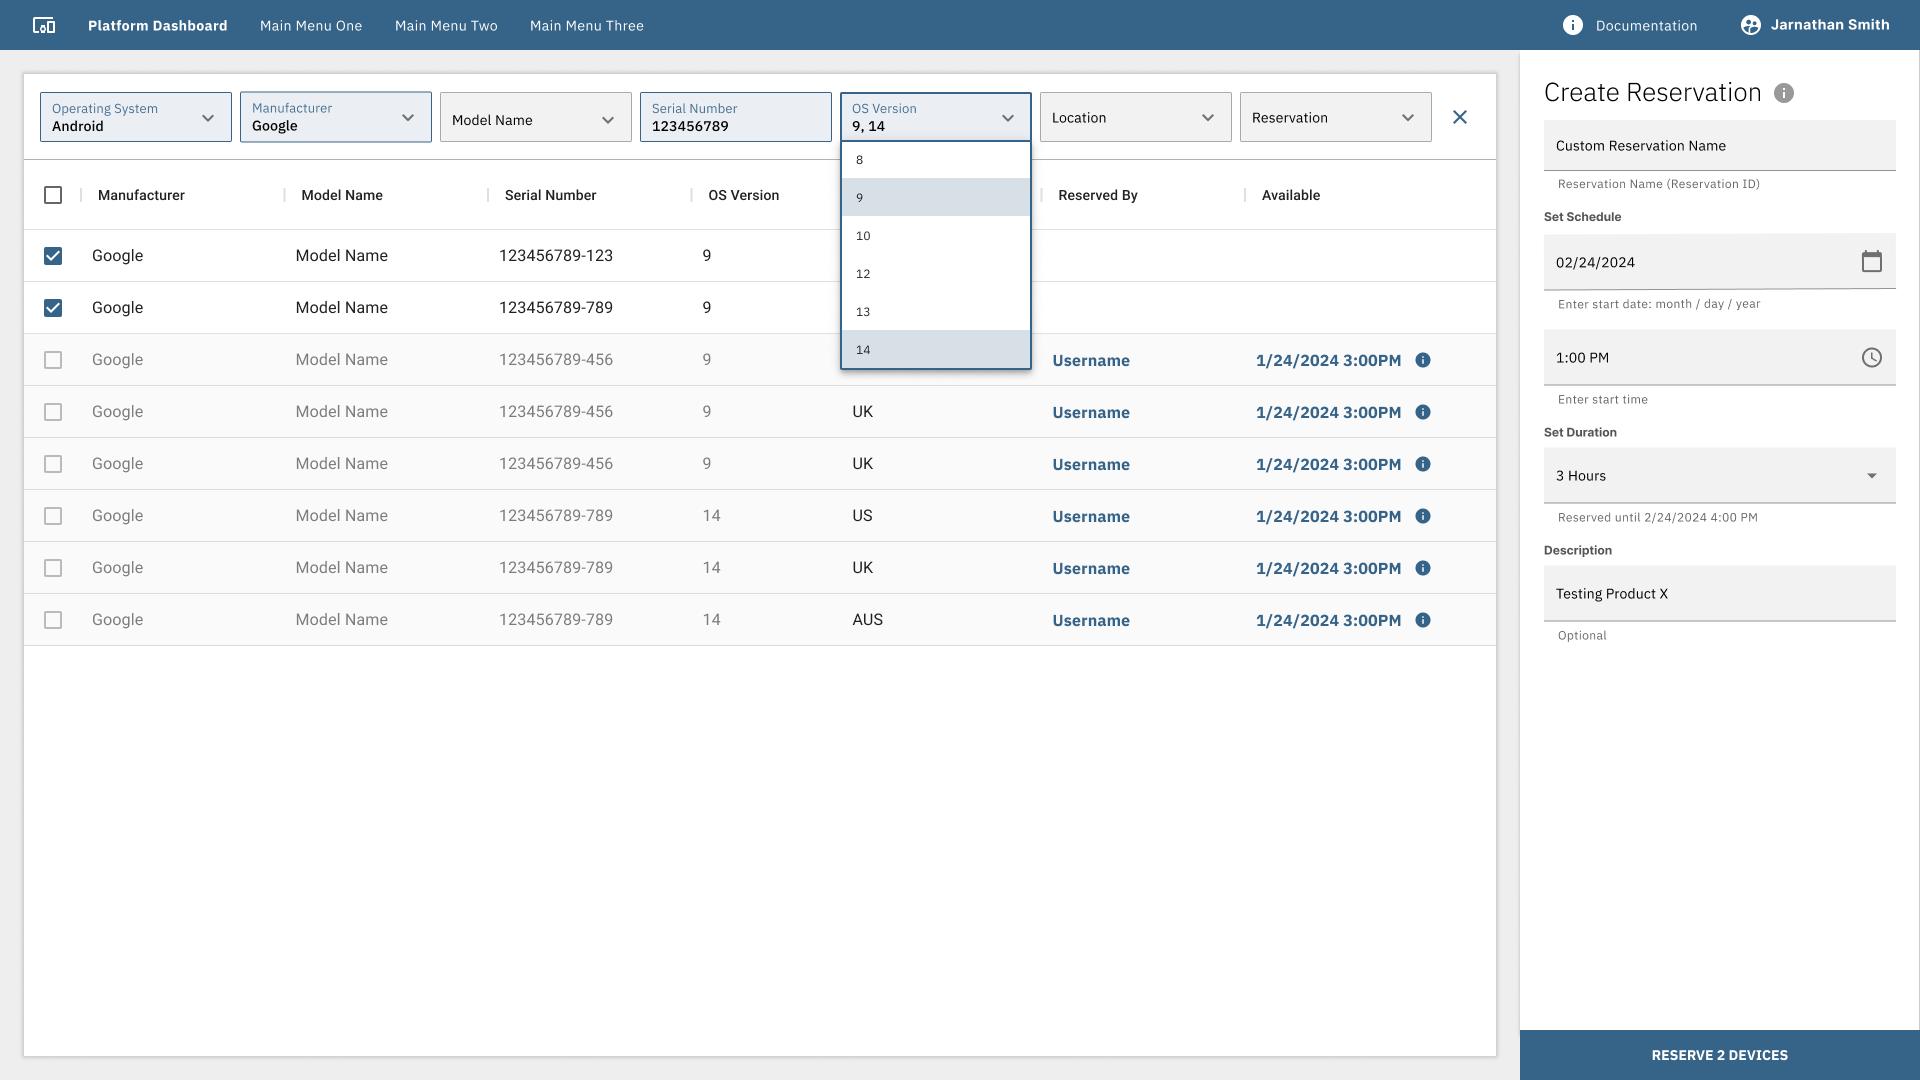 Platform Dashboard Main Menu One Main Menu Two Main Menu Three Documentation Jarnathan Smith
Operating System
Android
Manufacturer
Google
Model Name
Serial Number
123456789
OS Version
9, 14
Location
Reservation
8
9
10
12
13
14
Manufacturer Model Name Serial Number OS Version Reserved By Available
Google Model Name 123456789-123 9
Google Model Name 123456789-789 9
Google Model Name 123456789-456 9 Username 1/24/2024 3:00PM
Google Model Name 123456789-456 9 UK Username 1/24/2024 3:00PM
Google Model Name 123456789-456 9 UK Username 1/24/2024 3:00PM
Google Model Name 123456789-789 14 US Username 1/24/2024 3:00PM
Google Model Name 123456789-789 14 UK Username 1/24/2024 3:00PM
Google Model Name 123456789-789 14 AUS Username 1/24/2024 3:00PM
Create Reservation
Custom Reservation Name
Reservation Name (Reservation ID)
Set Schedule
02/24/2024
Enter start date: month / day / year
1:00 PM
Enter start time
Set Duration
3 Hours
Reserved until 2/24/2024 4:00 PM
Description
Testing Product X
Optional
RESERVE 2 DEVICES